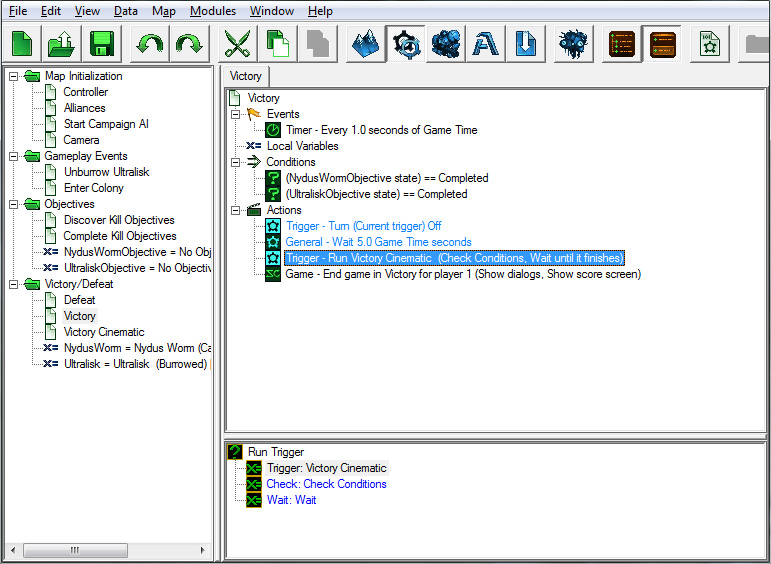 File Edit View Data Map Modules Window Help
Map Initialization
Controller
Alliances
Start Campaign AI
Camera
Gameplay Events
Unburrow Ultralisk
Enter Colony
Objectives
Discover Kill Objectives
Complete Kill Objectives
NydusWormObjective = No Obj
UltraliskObjective = No Objectiv
Victory/Defeat
Defeat
Victory
Victory Cinematic
NydusWorm = Nydus Worm (Ca
Ultralisk = Ultralisk (Burrowed)
Victory
Victory
Events
Timer - Every 1.0 seconds of Game Time
Local Variables
Conditions
(NydusWormObjective state) == Completed
(UltraliskObjective state) == Completed
Actions
Trigger - Turn (Current trigger) Off
General - Wait 5.0 Game Time seconds
Trigger - Run Victory Cinematic (Check Conditions, Wait until it finishes)
Game - End game in Victory for player 1 (Show dialogs, Show score screen)
Run Trigger
Trigger: Victory Cinematic
Check: Check Conditions
Wait: Wait